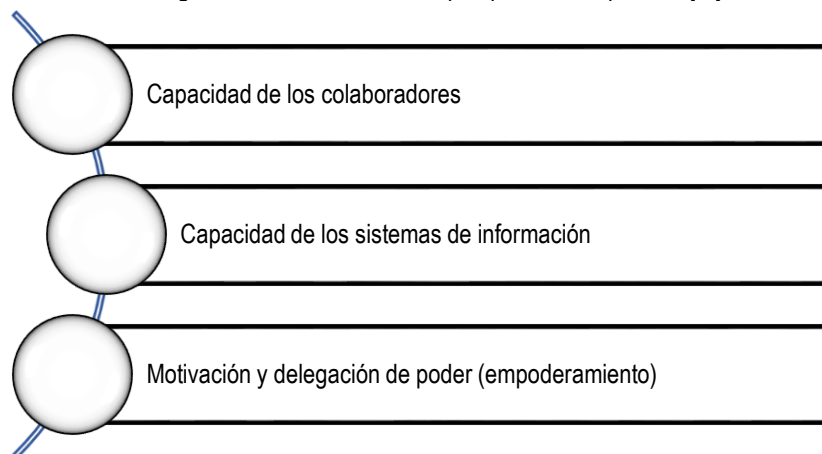 Capacidad de los colaboradores
Capacidad de los sistemas de información
Motivación y delegación de poder (empoderamiento)